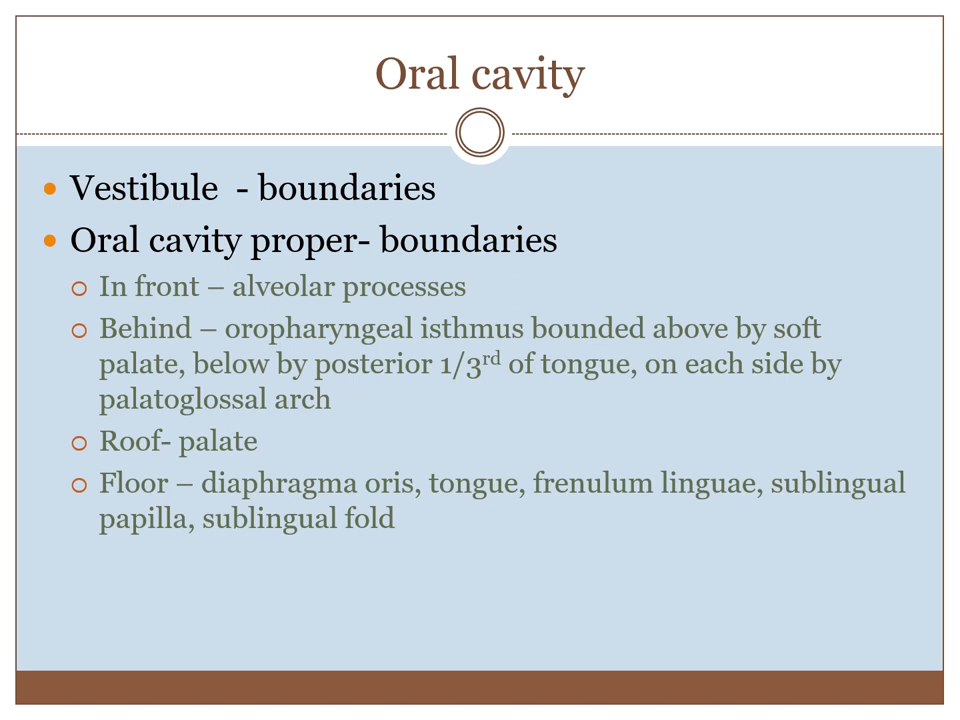 Oral cavity
Vestibule - boundaries
Oral cavity proper- boundaries
In front – alveolar processes
Behind – oropharyngeal isthmus bounded above by soft
palate, below by posterior 1/3rd of tongue, on each side by
palatoglossal arch
Roof- palate
Floor – diaphragma oris, tongue, frenulum linguae, sublingual
papilla, sublingual fold